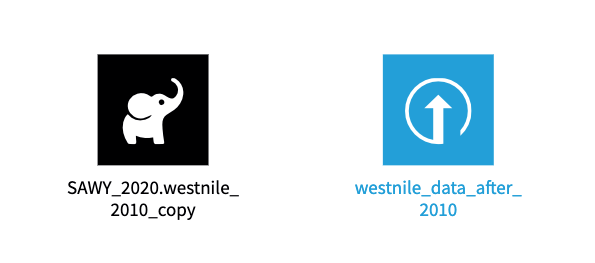 SAWY_2020.westnile_
2010_copy
westnile_data_after_
2010